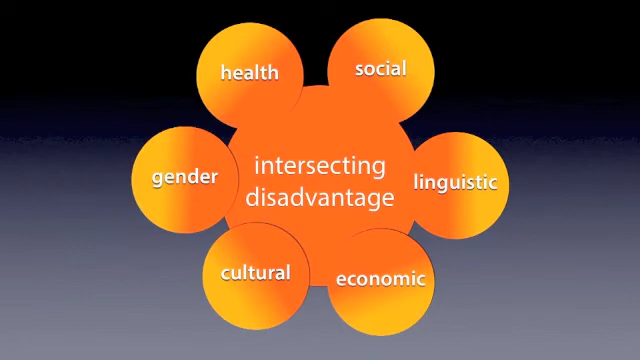 health
social
gender
intersecting
disadvantage
linguistic
cultural
economic